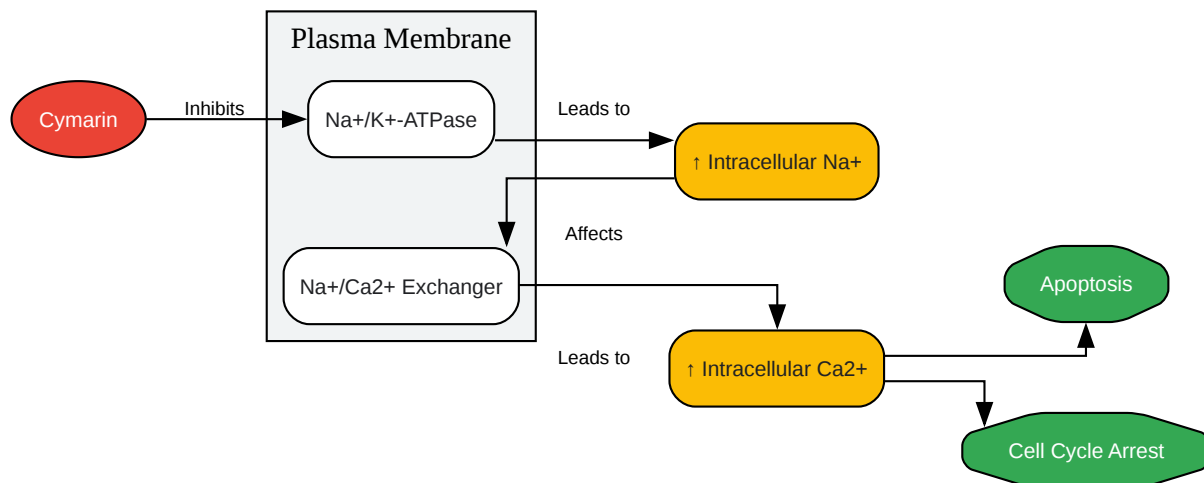 Plasma Membrane
Cymarin
Inhibits
Na+/K+-ATPase
Leads to
↑ Intracellular Na+
Affects
Na+/Ca2+ Exchanger
Leads to
↑ Intracellular Ca2+
Apoptosis
Cell Cycle Arrest